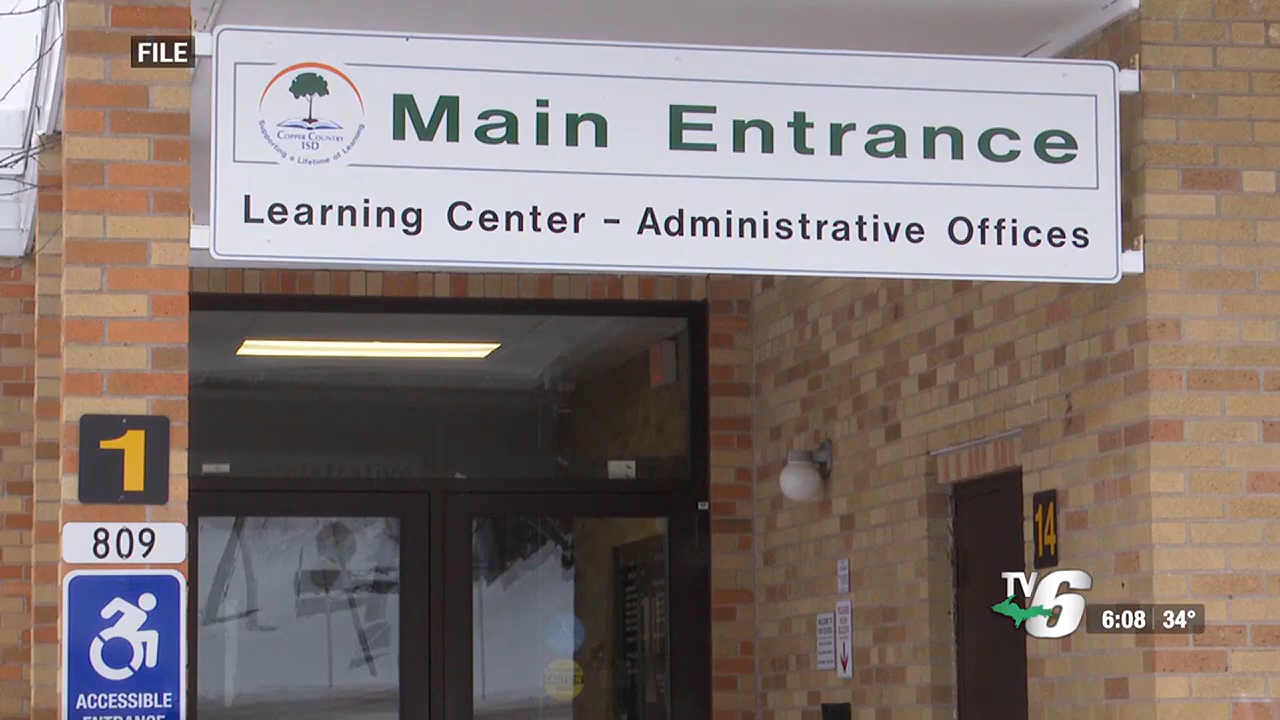 FILE
Main Entrance
COPPER COUNTRY
ISD
Supporting a Lifetime of Learning
Learning Center - Administrative Offices
1
809
ACCESSIBLE
ENTRANCE
14
TV6
6:08 34°